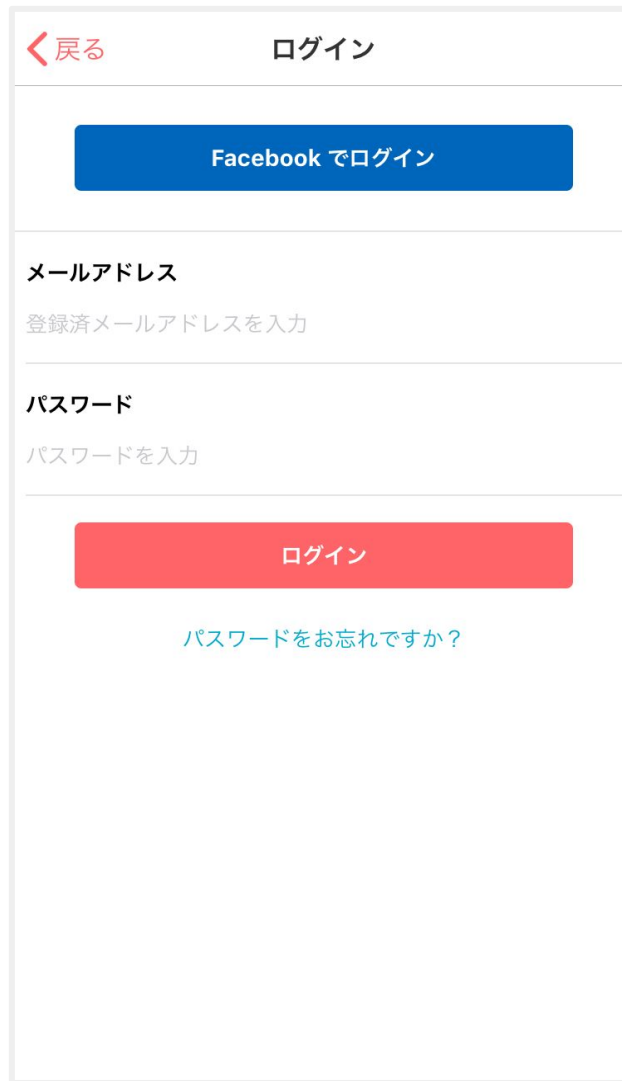 戻る
ログイン
Facebook でログイン
メールアドレス
登録済メールアドレスを入力
パスワード
パスワードを入力
ログイン
パスワードをお忘れですか？